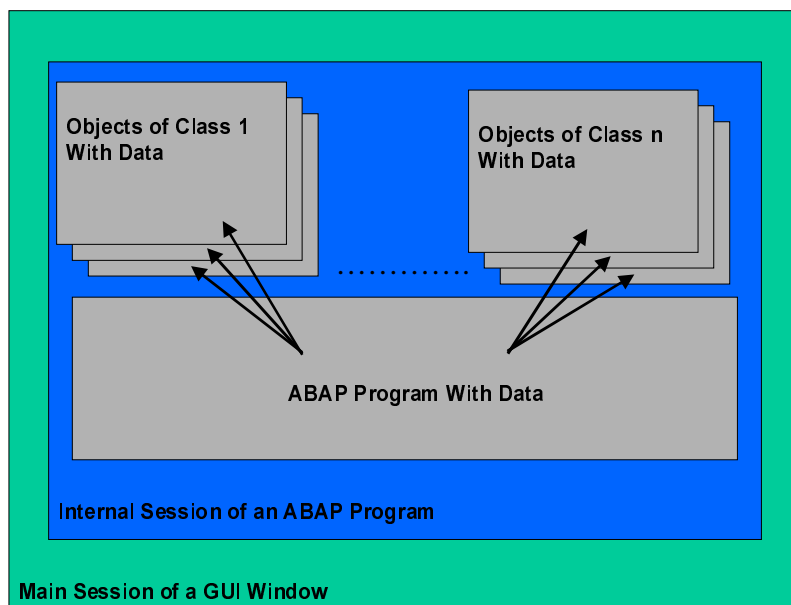 Objects of Class 1
With Data
Objects of Class n
With Data
.............
ABAP Program With Data
Internal Session of an ABAP Program
Main Session of a GUI Window